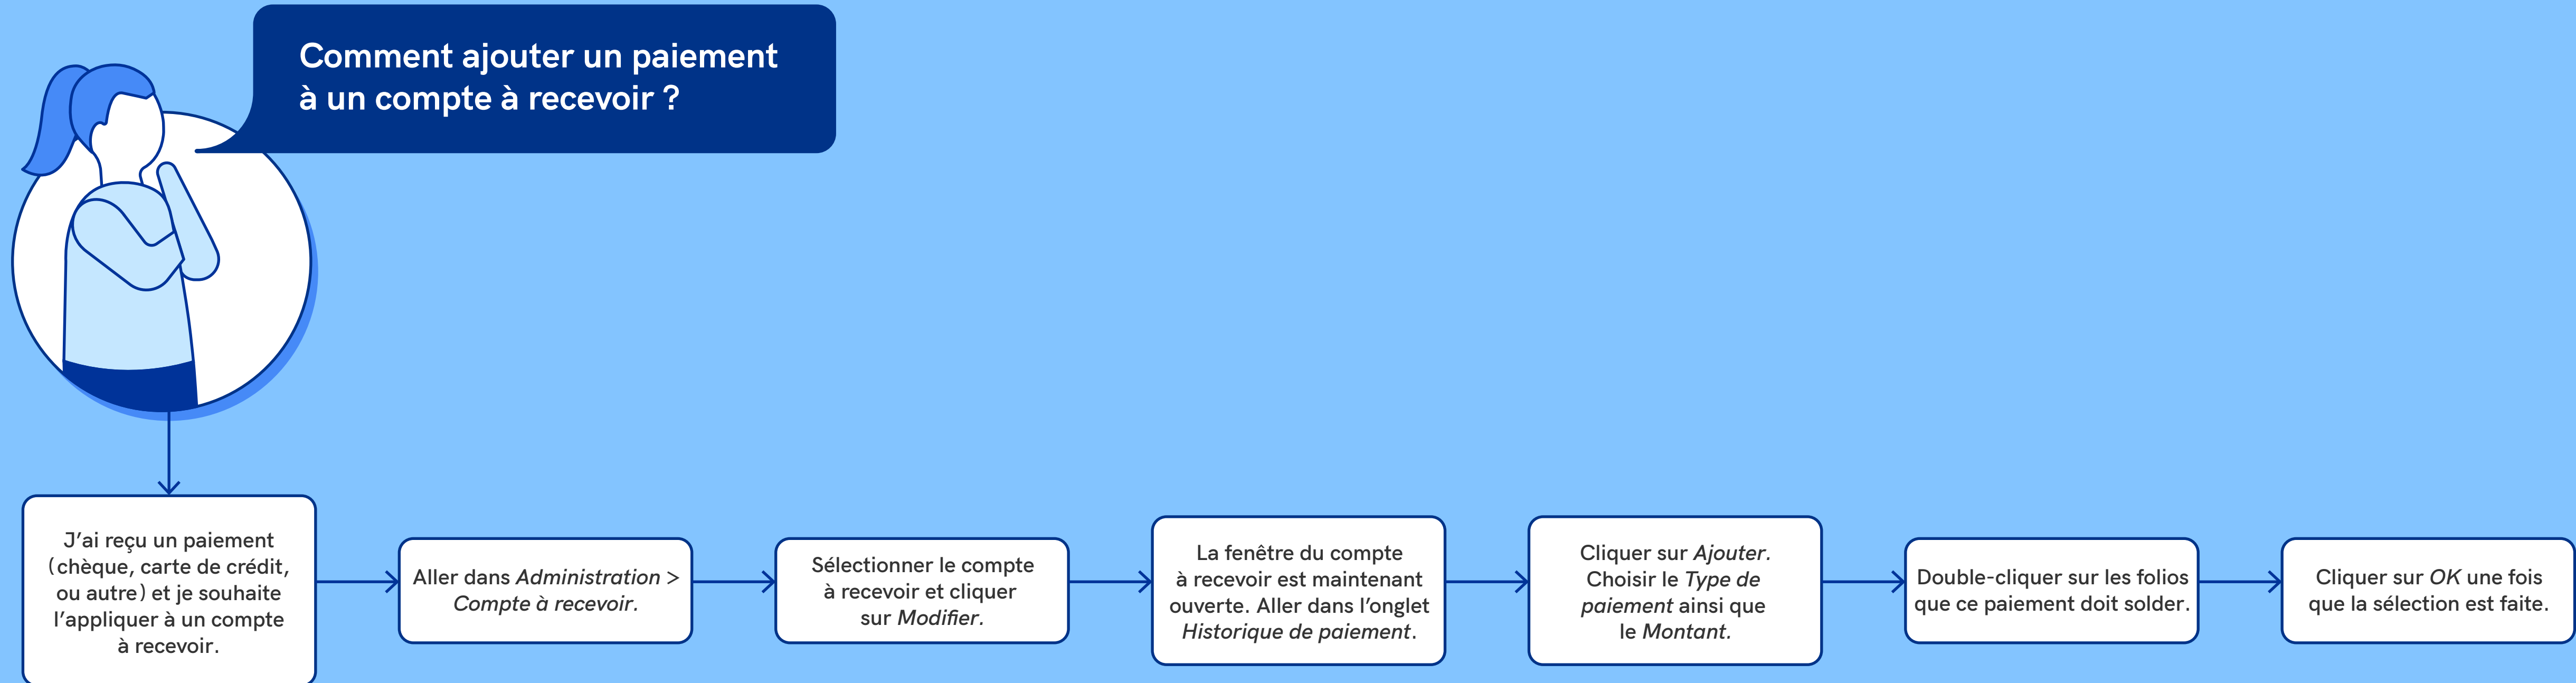 Comment ajouter un paiement
à un compte à recevoir ?
J’ai reçu un paiement
(chèque, carte de crédit,
ou autre) et je souhaite
l’appliquer à un compte
à recevoir.
Aller dans Administration >
Compte à recevoir.
Sélectionner le compte
à recevoir et cliquer
sur Modifier.
La fenêtre du compte
à recevoir est maintenant
ouverte. Aller dans l’onglet
Historique de paiement.
Cliquer sur Ajouter.
Choisir le Type de
paiement ainsi que
le Montant.
Double-cliquer sur les folios
que ce paiement doit solder.
Cliquer sur OK une fois
que la sélection est faite.